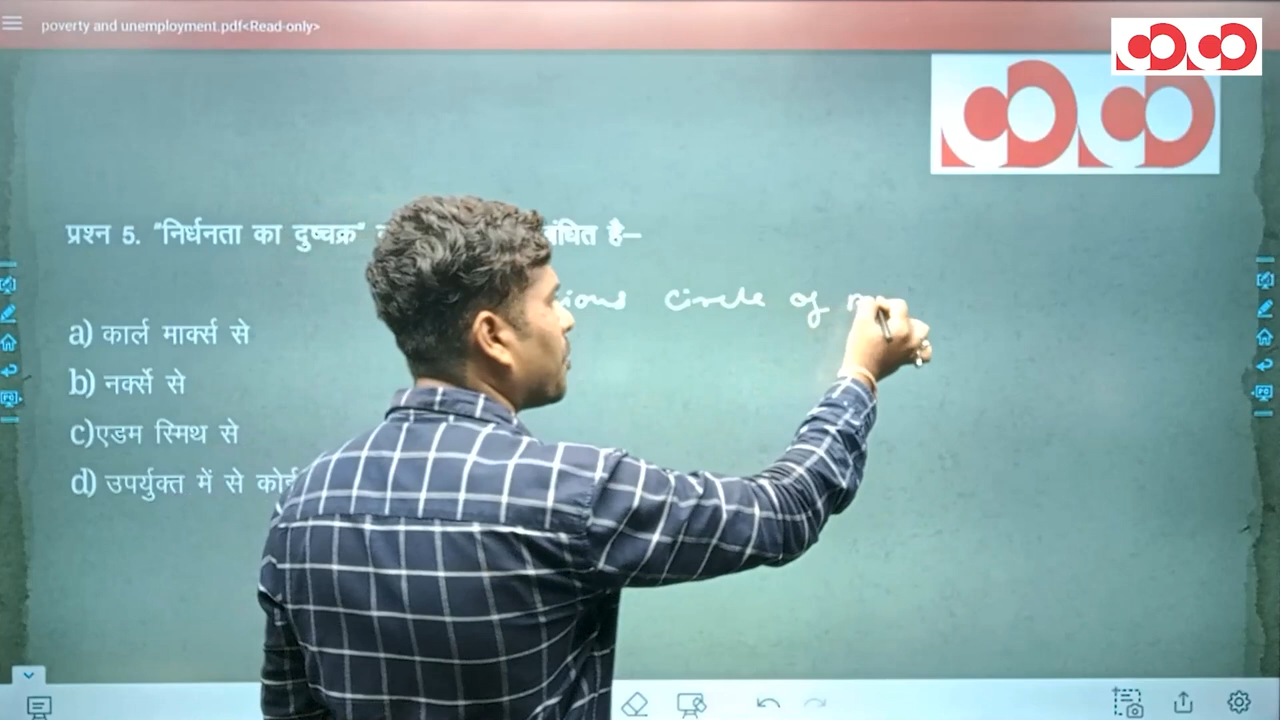 poverty and unemployment.pdf<Read-only>
प्रश्न 5. "निर्धनता का दुष्चक्र" है–
circle of
a) कार्ल मार्क्स से
b) नर्क्से से
c)एडम स्मिथ से
d) उपर्युक्त में से